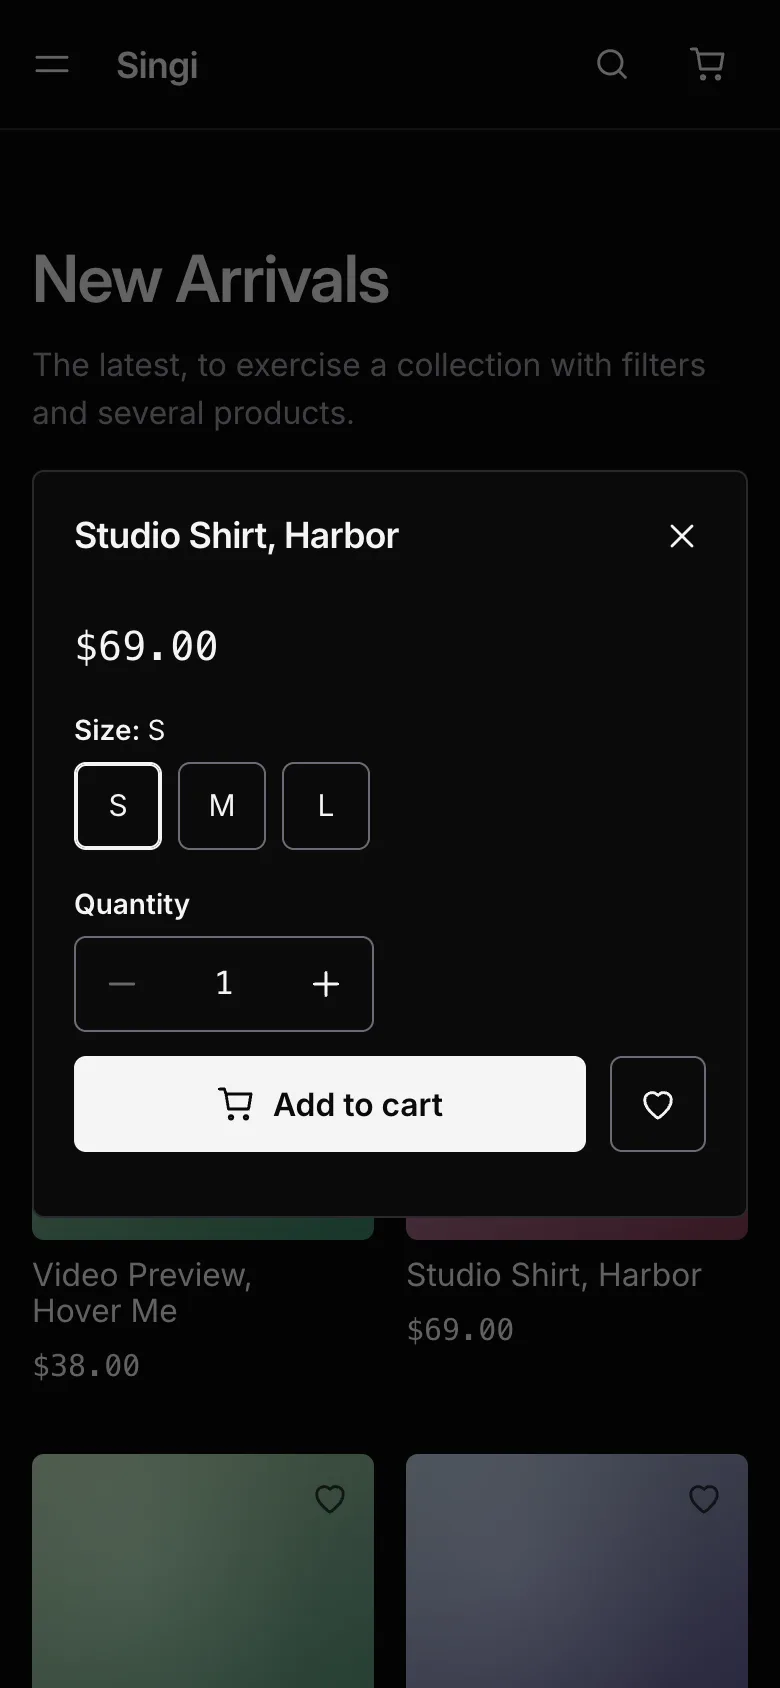 Singi
New Arrivals
The latest, to exercise a collection with filters
and several products.
Studio Shirt, Harbor
$69.00
Size: S
S
M
L
Quantity
1
Add to cart
Video Preview,
Hover Me
$38.00
Studio Shirt, Harbor
$69.00